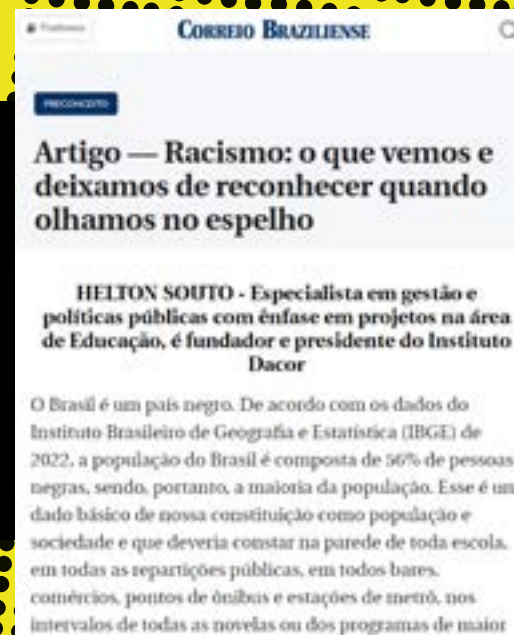 CORREIO BRAZILIENSE
PRECONCEITO
Artigo — Racismo: o que vemos e
deixamos de reconhecer quando
olhamos no espelho
HELTON SOUTO - Especialista em gestão e
políticas públicas com ênfase em projetos na área
de Educação, é fundador e presidente do Instituto
Dacor
O Brasil é um país negro. De acordo com os dados do
Instituto Brasileiro de Geografia e Estatística (IBGE) de
2022, a população do Brasil é composta de 56% de pessoas
negras, sendo, portanto, a maioria da população. Esse é um
dado básico de nossa constituição como população e
sociedade e que deveria constar na parede de toda escola,
em todas as repartições públicas, em todos bares,
comércios, pontos de ônibus e estações de metrô, nos
intervalos de todas as novelas ou dos programas de maior